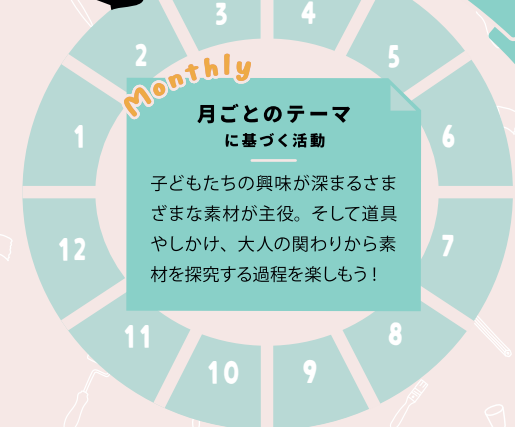 3
4
2
5
Monthly
月ごとのテーマ
に基づく活動
1
6
子どもたちの興味が深まるさま
ざまな素材が主役。そして道具
やしかけ、大人の関わりから素
材を探究する過程を楽しもう!
12
7
11
8
10
9